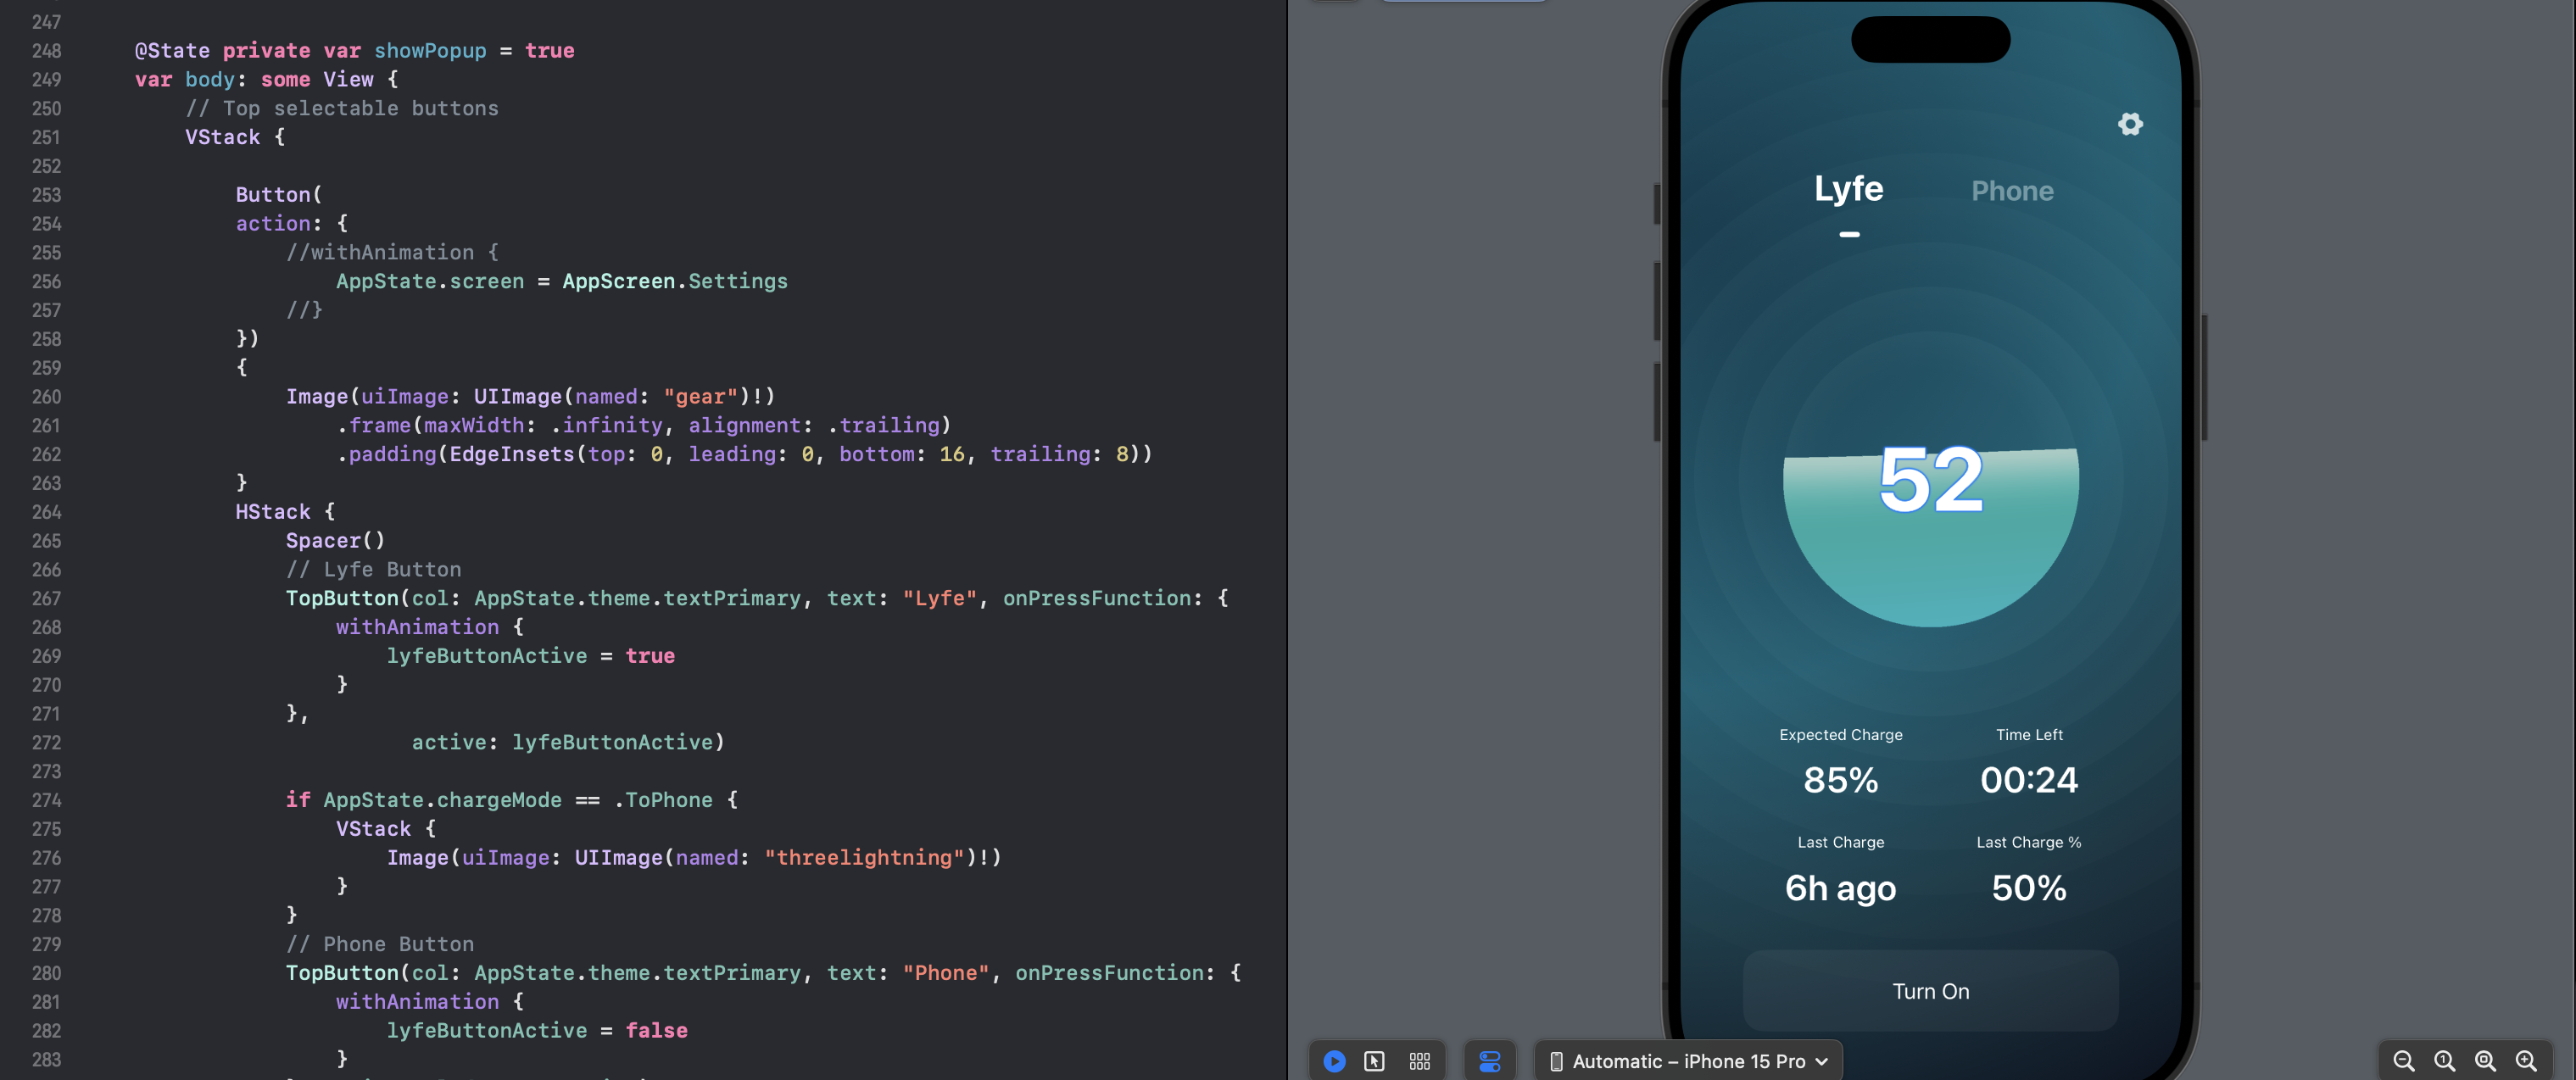 247
248 @State private var showPopup = true
249 var body: some View {
250 // Top selectable buttons
251 VStack {
252
253 Button(
254 action: {
255 //withAnimation {
256 AppState.screen = AppScreen.Settings
257 //}
258 })
259 {
260 Image(uiImage: UIImage(named: "gear")!)
261 .frame(maxWidth: .infinity, alignment: .trailing)
262 .padding(EdgeInsets(top: 0, leading: 0, bottom: 16, trailing: 8))
263 }
264 HStack {
265 Spacer()
266 // Lyfe Button
267 TopButton(col: AppState.theme.textPrimary, text: "Lyfe", onPressFunction: {
268 withAnimation {
269 lyfeButtonActive = true
270 }
271 },
272 active: lyfeButtonActive)
273
274 if AppState.chargeMode == .ToPhone {
275 VStack {
276 Image(uiImage: UIImage(named: "threelightning")!)
277 }
278 }
279 // Phone Button
280 TopButton(col: AppState.theme.textPrimary, text: "Phone", onPressFunction: {
281 withAnimation {
282 lyfeButtonActive = false
283 }
Lyfe Phone
52
Expected Charge Time Left
85% 00:24
Last Charge Last Charge %
6h ago 50%
Turn On
Automatic – iPhone 15 Pro